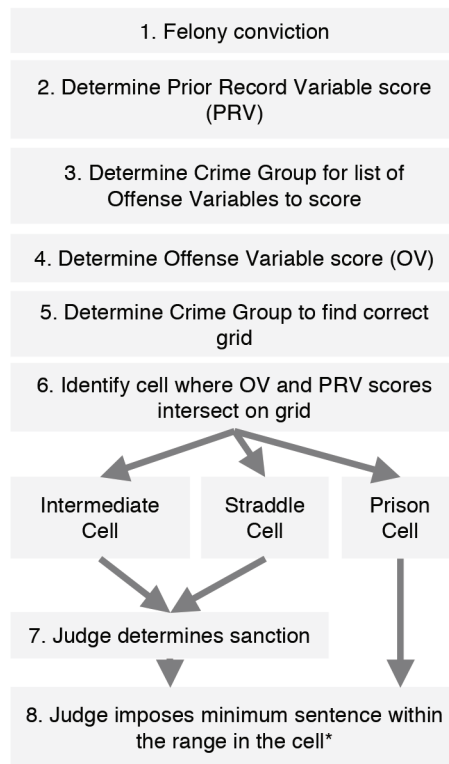 1. Felony conviction
2. Determine Prior Record Variable score
(PRV)
3. Determine Crime Group for list of
Offense Variables to score
4. Determine Offense Variable score (OV)
5. Determine Crime Group to find correct
grid
6. Identify cell where OV and PRV scores
intersect on grid
Intermediate
Cell
Straddle
Cell
Prison
Cell
7. Judge determines sanction
8. Judge imposes minimum sentence within
the range in the cell*